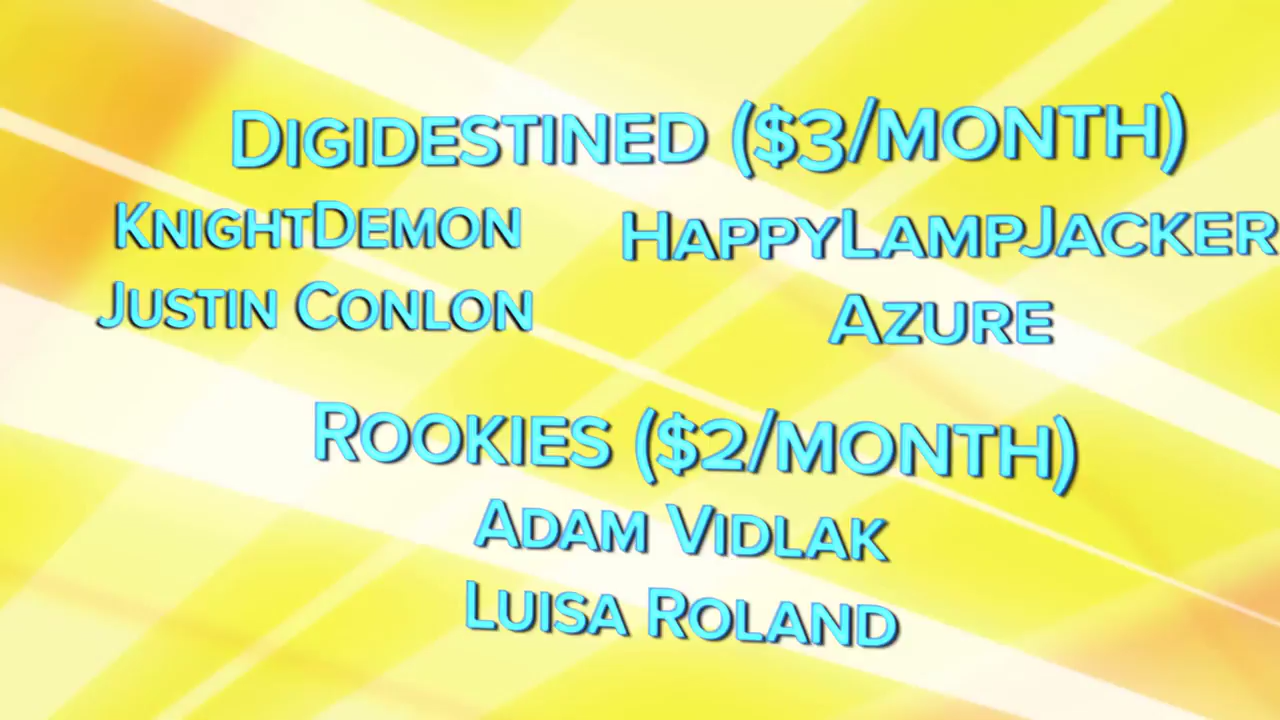 Digidestined ($3/month)
KnightDemon HappyLampJacker
Justin Conlon Azure
Rookies ($2/month)
Adam Vidlak
Luisa Roland